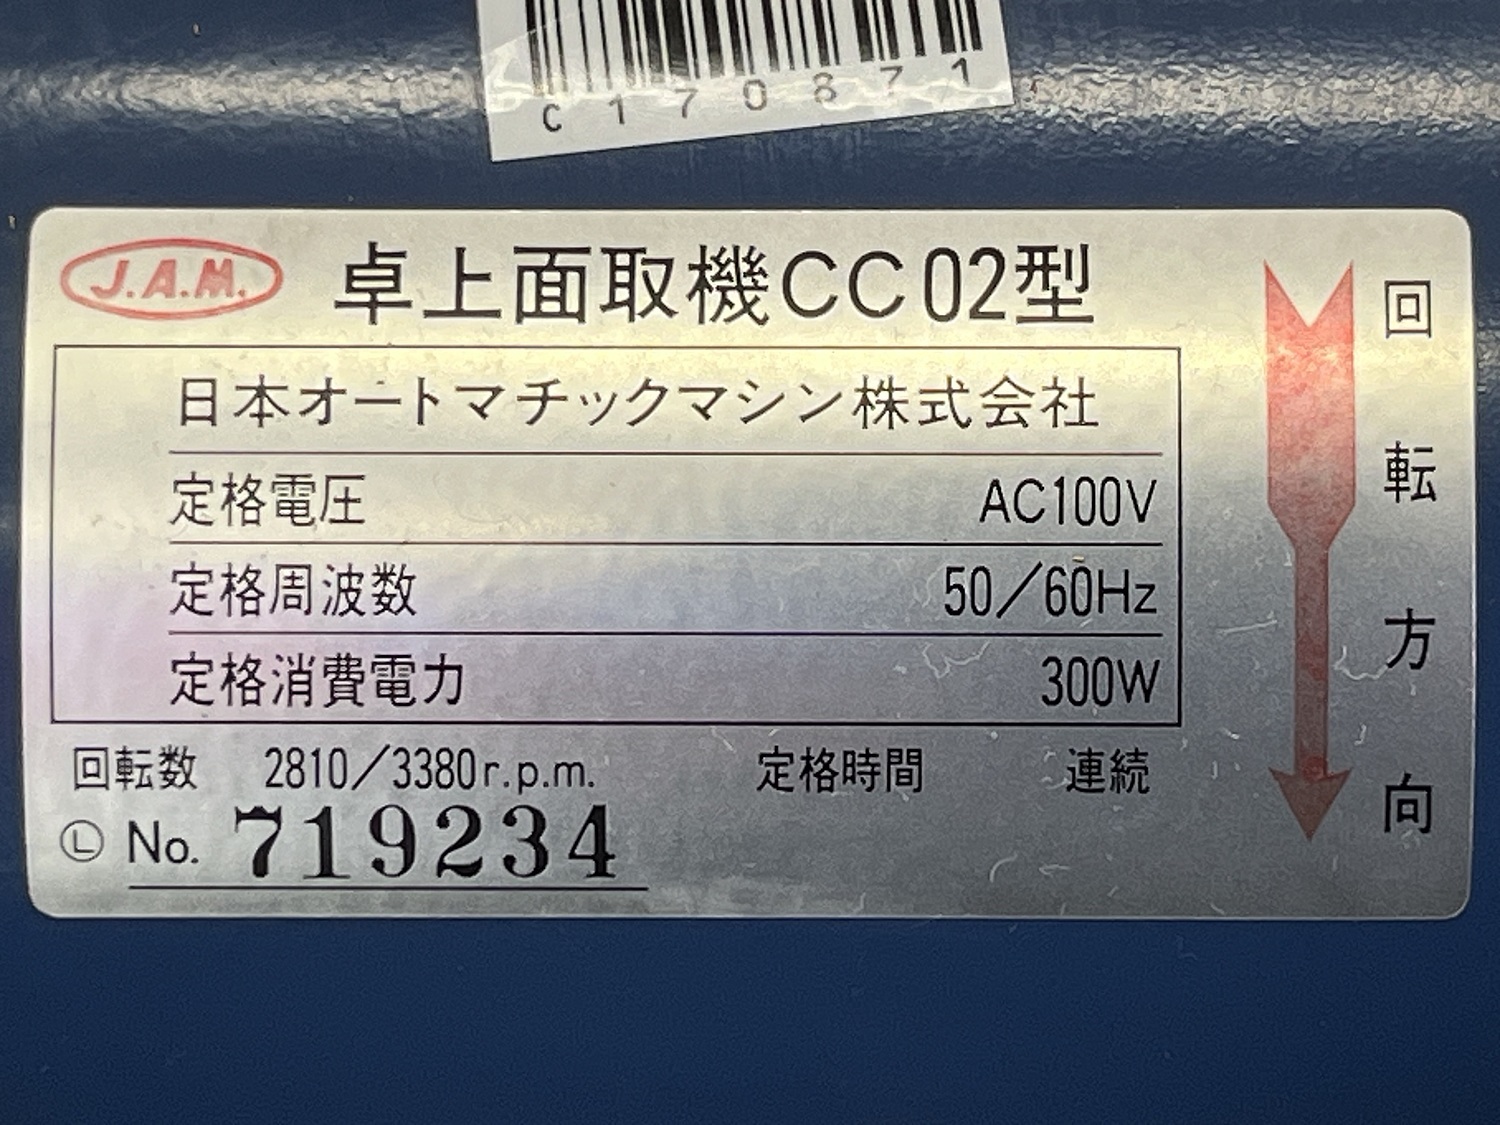 C170871
J.A.M. 卓上面取機CC02型
日本オートマチックマシン株式会社
定格電圧 AC100V
定格周波数 50/60Hz
定格消費電力 300W
回転数 2810/3380r.p.m. 定格時間 連続
Ⓛ No. 719234
回転方向